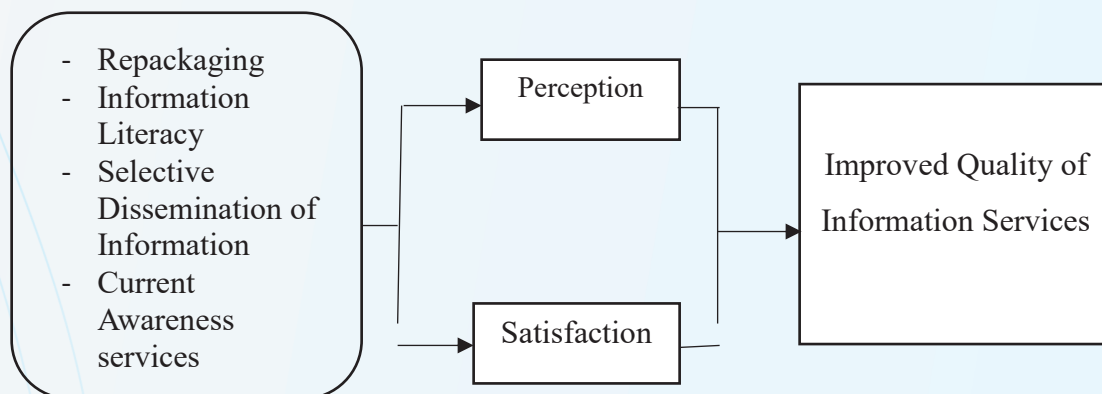 - Repackaging
- Information
Literacy
- Selective
Dissemination of
Information
- Current
Awareness
services
Perception
Satisfaction
Improved Quality of
Information Services